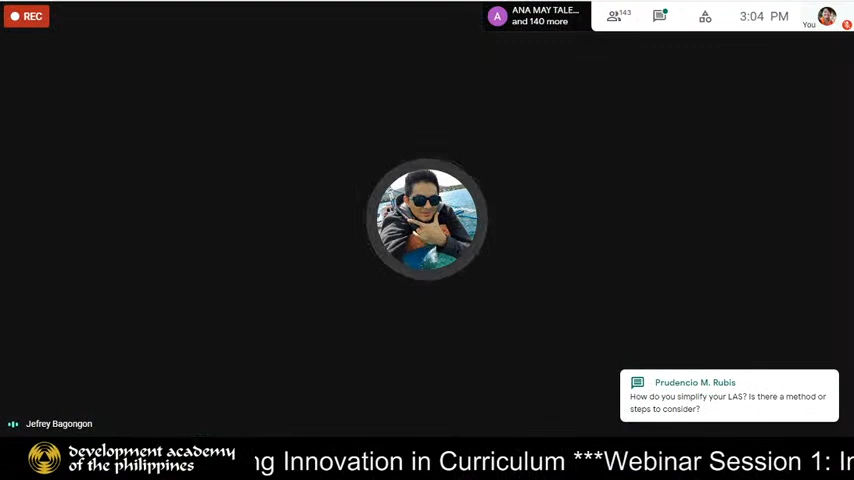 REC
A
ANA MAY TALE...
and 140 more
143
3:04 PM
You
Prudencio M. Rubis
How do you simplify your LAS? Is there a method or
steps to consider?
Jefrey Bagongon
development academy
of the philippines
ng Innovation in Curriculum ***Webinar Session 1: In